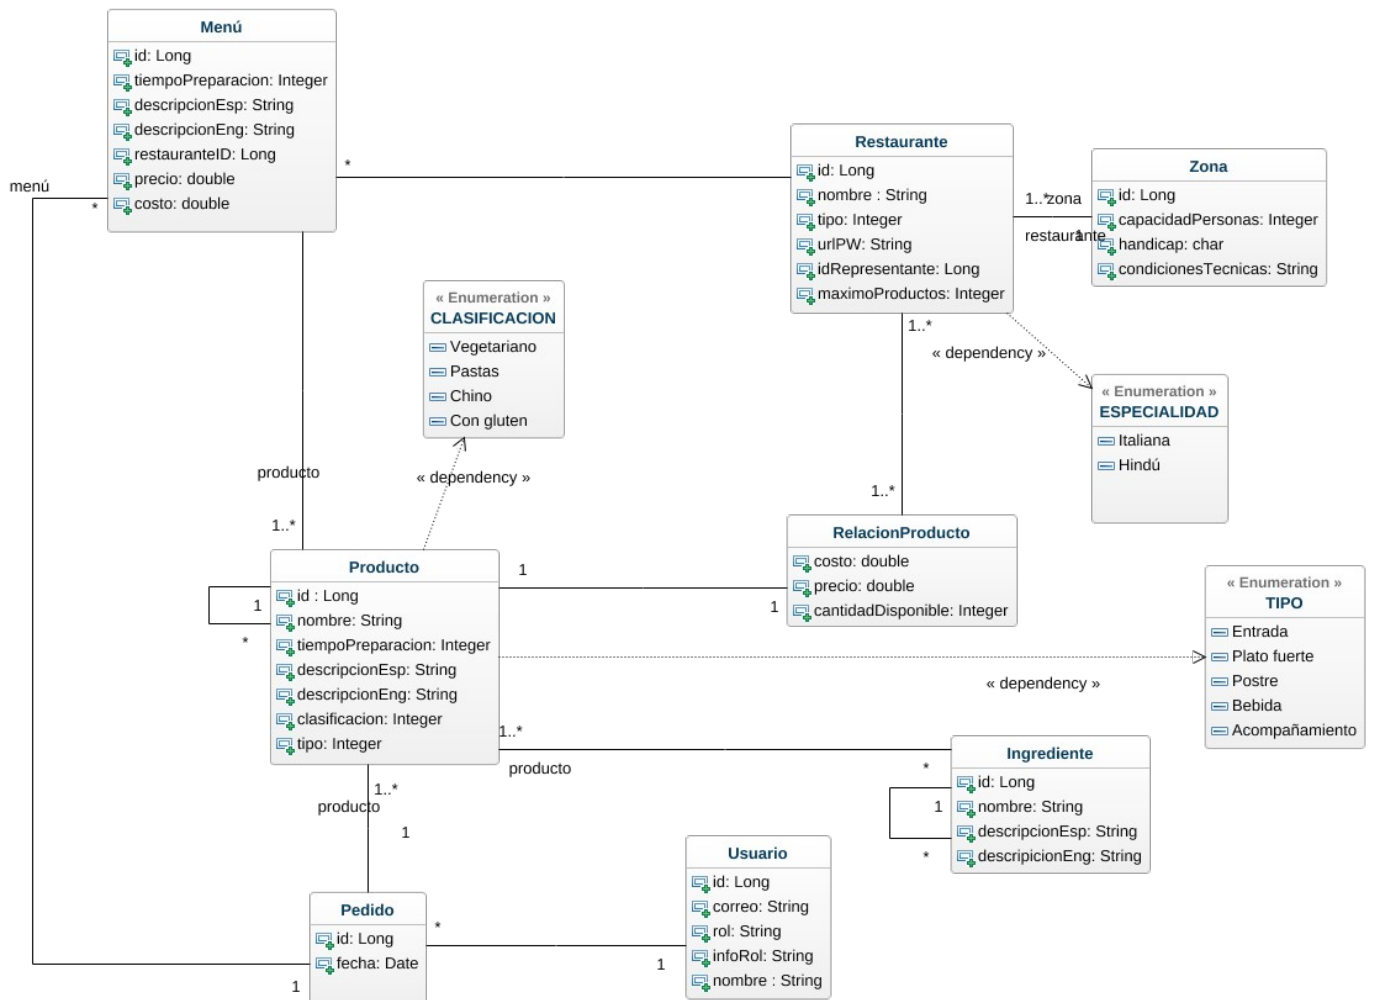 Menú
id: Long
tiempoPreparacion: Integer
descripcionEsp: String
descripcionEng: String
restauranteID: Long
precio: double
costo: double
menú
*
*
Restaurante
id: Long
nombre : String
tipo: Integer
urlPW: String
idRepresentante: Long
maximoProductos: Integer
1..*
zona
restaurante
1
Zona
id: Long
capacidadPersonas: Integer
handicap: char
condicionesTecnicas: String
« Enumeration »
CLASIFICACION
Vegetariano
Pastas
Chino
Con gluten
« dependency »
1..*
« dependency »
« Enumeration »
ESPECIALIDAD
Italiana
Hindú
producto
1..*
1..*
RelacionProducto
costo: double
precio: double
cantidadDisponible: Integer
Producto
id : Long
nombre: String
tiempoPreparacion: Integer
descripcionEsp: String
descripcionEng: String
clasificacion: Integer
tipo: Integer
1
*
1
1
« dependency »
« Enumeration »
TIPO
Entrada
Plato fuerte
Postre
Bebida
Acompañamiento
1..*
producto
*
Ingrediente
id: Long
nombre: String
descripcionEsp: String
descripicionEng: String
1
*
1..*
producto
1
Usuario
id: Long
correo: String
rol: String
infoRol: String
nombre : String
Pedido
id: Long
fecha: Date
*
1
1